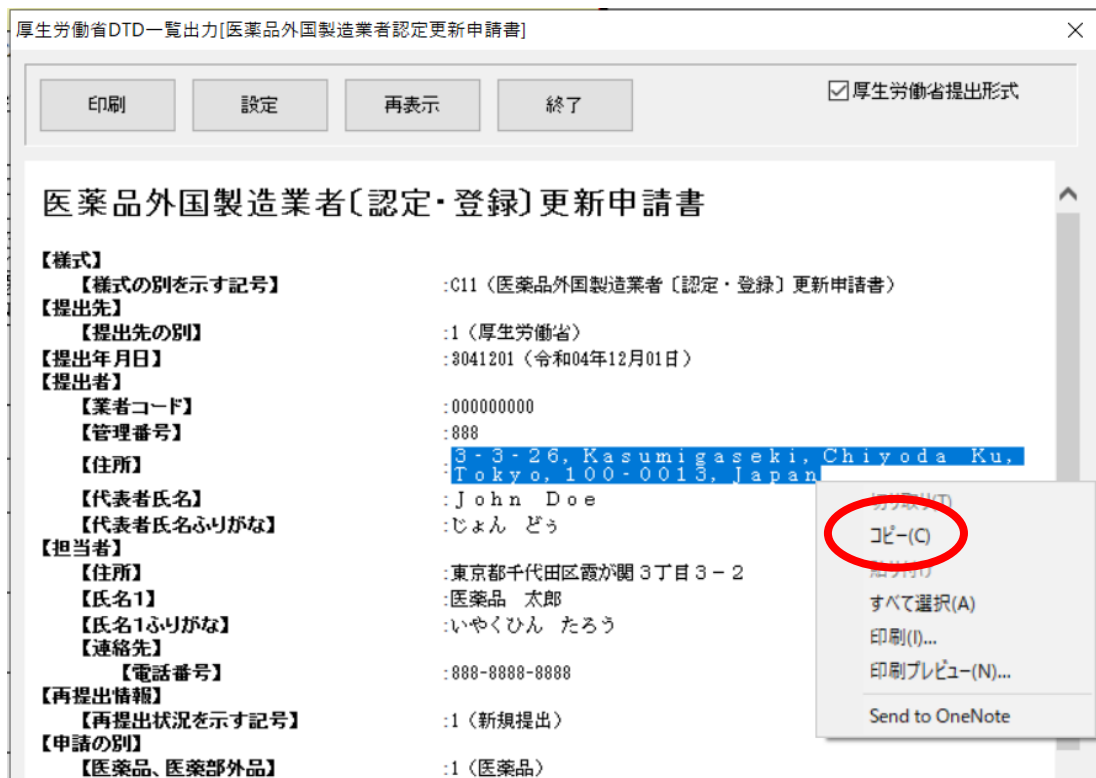 厚生労働省DTD一覧出力[医薬品外国製造業者認定更新申請書]
印刷 設定 再表示 終了 厚生労働省提出形式
医薬品外国製造業者〔認定・登録〕更新申請書
【様式】
【様式の別を示す記号】 :C11（医薬品外国製造業者〔認定・登録〕更新申請書）
【提出先】
【提出先の別】 :1（厚生労働省）
【提出年月日】 :3041201（令和04年12月01日）
【提出者】
【業者コード】 :000000000
【管理番号】 :888
【住所】 :３-３-２６, Ｋａｓｕｍｉｇａｓｅｋｉ, Ｃｈｉｙｏｄａ　Ｋｕ,
Ｔｏｋｙｏ, １００-００１３, Ｊａｐａｎ
【代表者氏名】 :Ｊｏｈｎ　Ｄｏｅ
【代表者氏名ふりがな】 :じょん　どぅ
【担当者】
【住所】 :東京都千代田区霞が関３丁目３－２
【氏名1】 :医薬品　太郎
【氏名1ふりがな】 :いやくひん　たろう
【連絡先】
【電話番号】 :888-8888-8888
【再提出情報】
【再提出状況を示す記号】 :1（新規提出）
【申請の別】
【医薬品、医薬部外品】 :1（医薬品）
切り取り(T)
コピー(C)
貼り付け
すべて選択(A)
印刷(I)...
印刷プレビュー(N)...
Send to OneNote